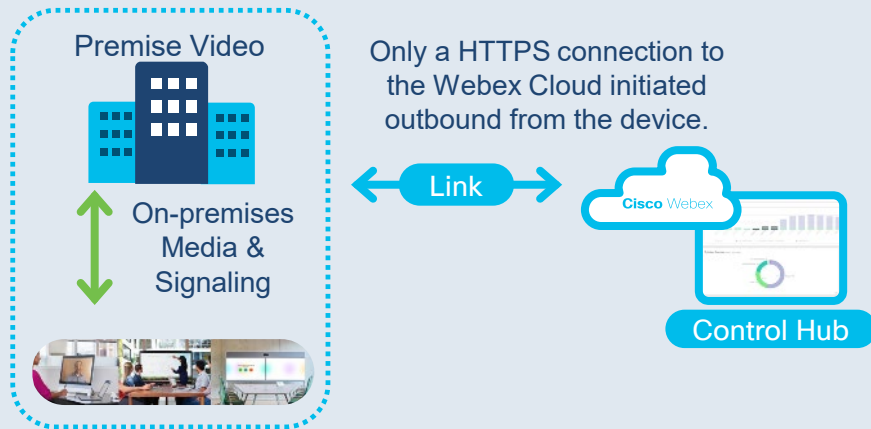 Premise Video
Only a HTTPS connection to
the Webex Cloud initiated
outbound from the device.
Link
Cisco Webex
On-premises
Media &
Signaling
Control Hub